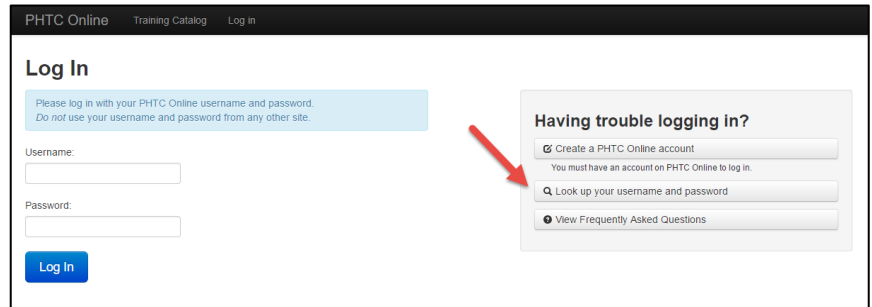 PHTC Online Training Catalog Log in
Log In
Please log in with your PHTC Online username and password.
Do not use your username and password from any other site.
Username:
Password:
Log In
Having trouble logging in?
Create a PHTC Online account
You must have an account on PHTC Online to log in.
Look up your username and password
View Frequently Asked Questions